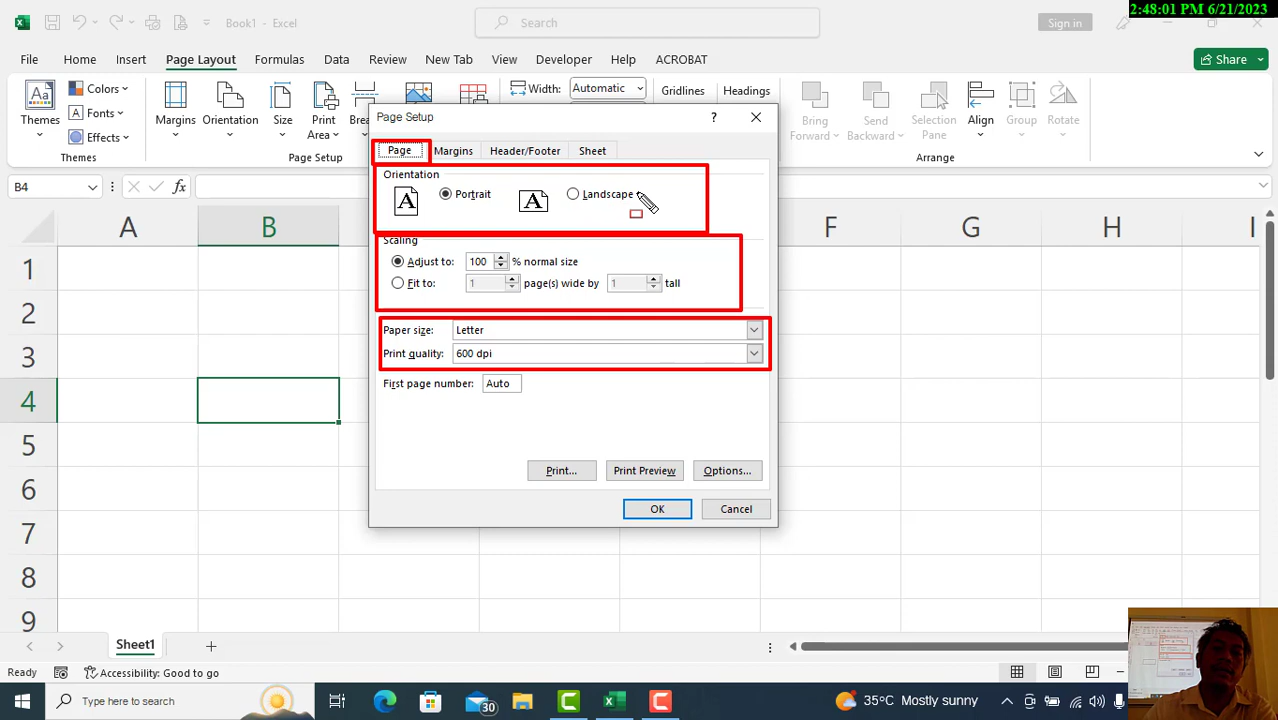 2:48:01 PM 6/21/2023
Book1 - Excel
Search
Sign in
File Home Insert Page Layout Formulas Data Review New Tab View Developer Help ACROBAT
Share
Themes
Colors
Fonts
Effects
Themes
Margins
Orientation
Size
Print Area
Page Setup
Width: Automatic
Gridlines
Headings
Bring Forward
Send Backward
Selection Pane
Align
Group
Rotate
Arrange
B4
fx
A B F G H I
1
2
3
4
5
6
7
8
9
Page Setup
?
Page Margins Header/Footer Sheet
Orientation
A Portrait A Landscape
Scaling
Adjust to: 100 % normal size
Fit to: 1 page(s) wide by 1 tall
Paper size: Letter
Print quality: 600 dpi
First page number: Auto
Print... Print Preview Options...
OK Cancel
Sheet1
Ready
Accessibility: Good to go
Type here to search
30
35°C Mostly sunny